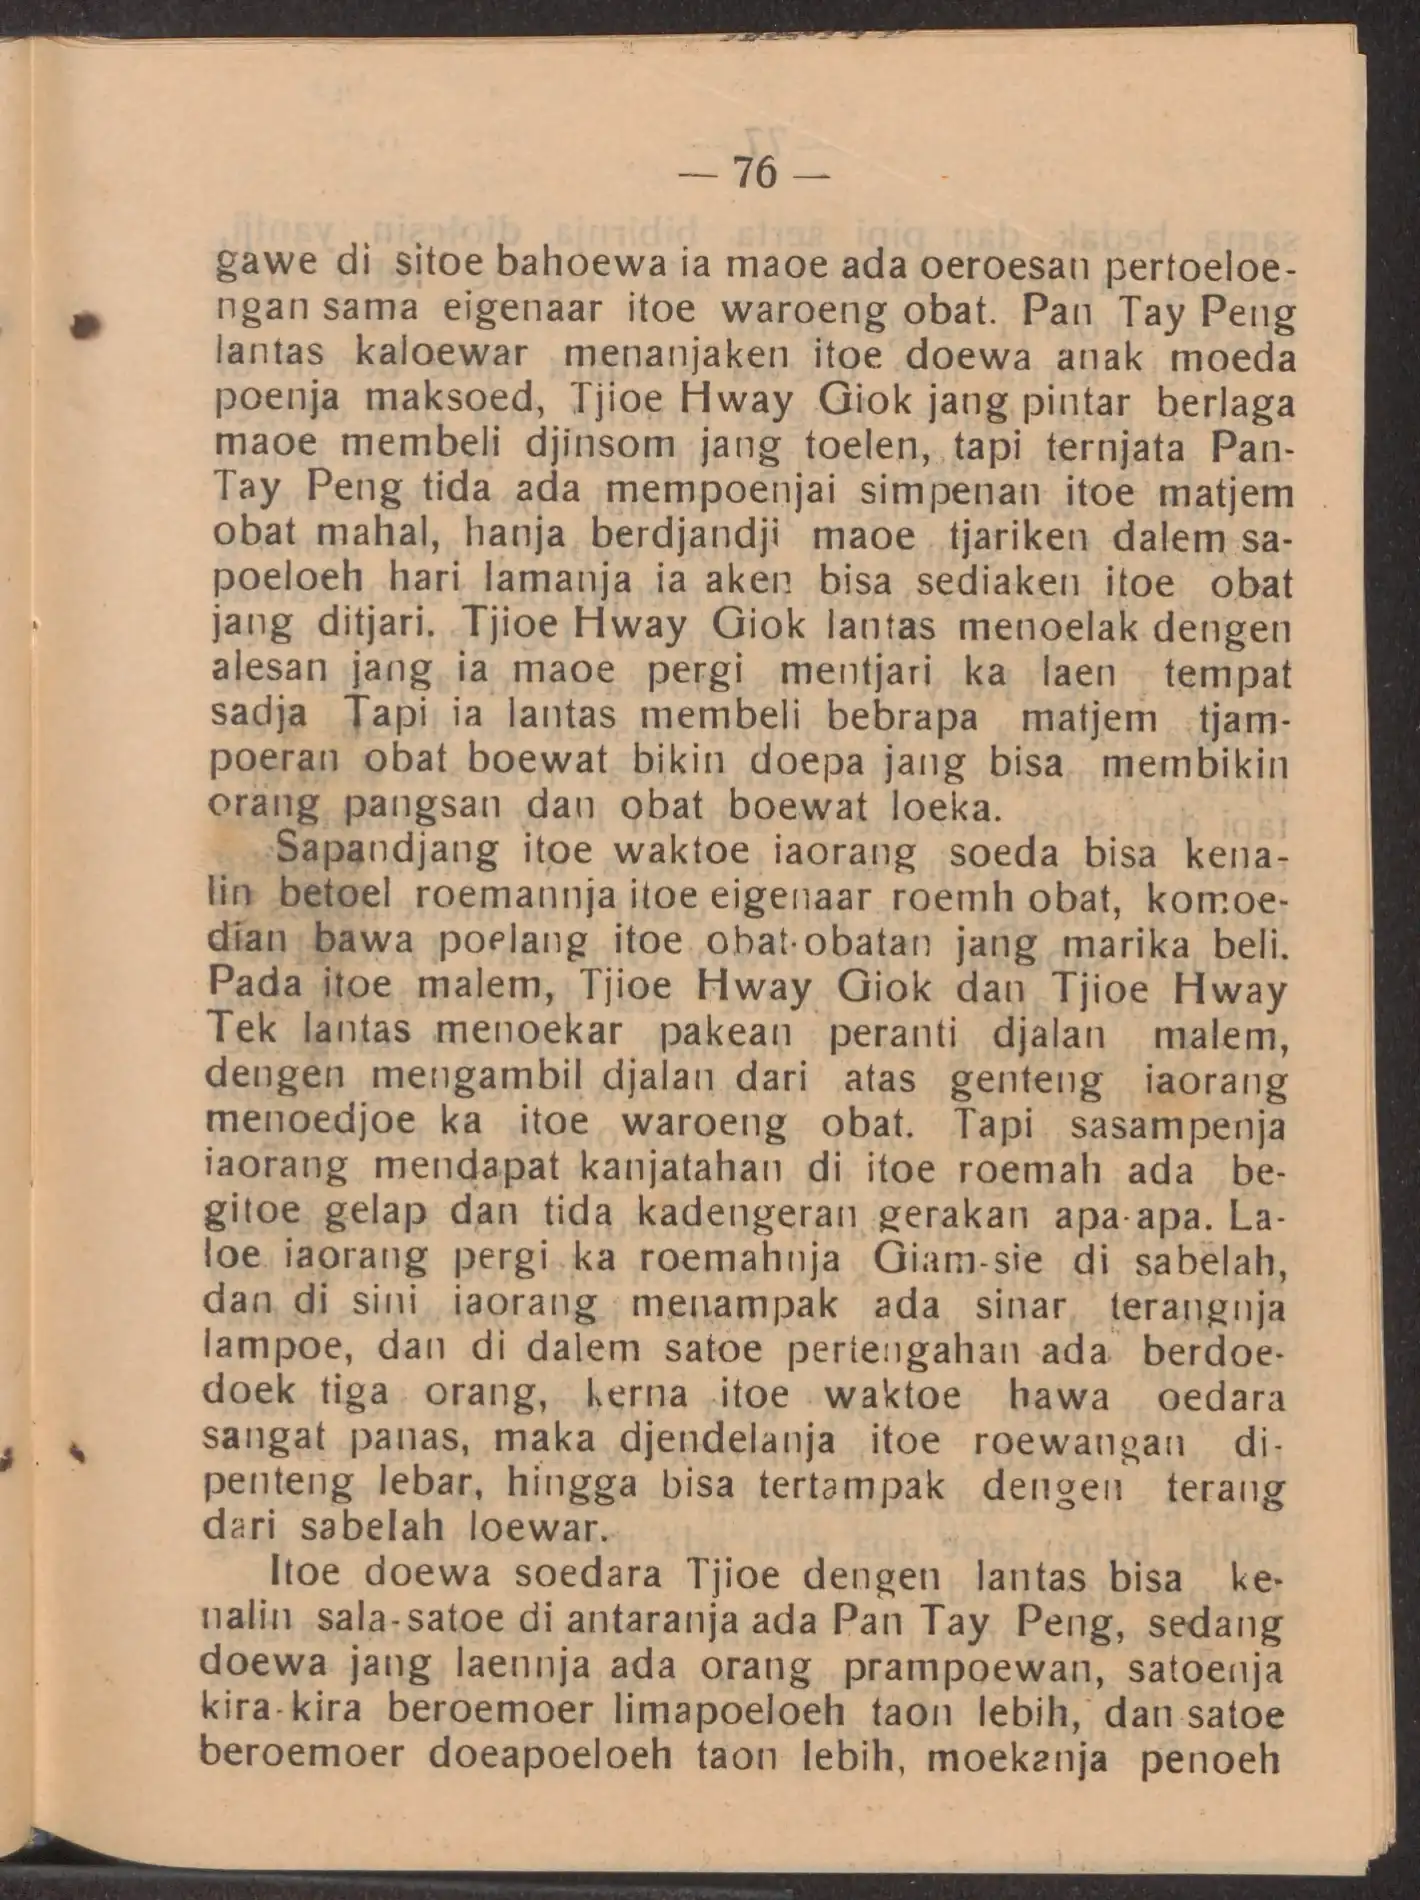 — 76 —
gawe di sitoe bahoewa ia maoe ada oeroesan pertoeloe-
ngan sama eigenaar itoe waroeng obat. Pan Tay Peng
lantas kaloewar menanjaken itoe doewa anak moeda
poenja maksoed, Tjioe Hway Giok jang pintar berlaga
maoe membeli djinsom jang toelen, tapi ternjata Pan-
Tay Peng tida ada mempoenjai simpenan itoe matjem
obat mahal, hanja berdjandji maoe tjariken dalem sa-
poeloeh hari lamanja ia aken bisa sediaken itoe obat
jang ditjari. Tjioe Hway Giok lantas menoelak dengen
alesan jang ia maoe pergi mentjari ka laen tempat
sadja Tapi ia lantas membeli bebrapa matjem tjam-
poeran obat boewat bikin doepa jang bisa membikin
orang pangsan dan obat boewat loeka.
Sapandjang itoe waktoe iaorang soeda bisa kena-
lin betoel roemannja itoe eigenaar roemh obat, komoe-
dian bawa poelang itoe obat-obatan jang marika beli.
Pada itoe malem, Tjioe Hway Giok dan Tjioe Hway
Tek lantas menoekar pakean peranti djalan malem,
dengen mengambil djalan dari atas genteng iaorang
menoedjoe ka itoe waroeng obat. Tapi sasampenja
iaorang mendapat kanjatahan di itoe roemah ada be-
gitoe gelap dan tida kadengeran gerakan apa-apa. La-
loe iaorang pergi ka roemahnja Giam-sie di sabelah,
dan di sini iaorang menampak ada sinar terangnja
lampoe, dan di dalem satoe pertengahan ada berdoe-
doek tiga orang, kerna itoe waktoe hawa oedara
sangat panas, maka djendelanja itoe roewangan di-
penteng lebar, hingga bisa tertampak dengen terang
dari sabelah loewar.
Itoe doewa soedara Tjioe dengen lantas bisa ke-
nalin sala-satoe di antaranja ada Pan Tay Peng, sedang
doewa jang laennja ada orang prampoewan, satoenja
kira-kira beroemoer limapoeloeh taon lebih, dan satoe
beroemoer doeapoeloeh taon lebih, moekanja penoeh